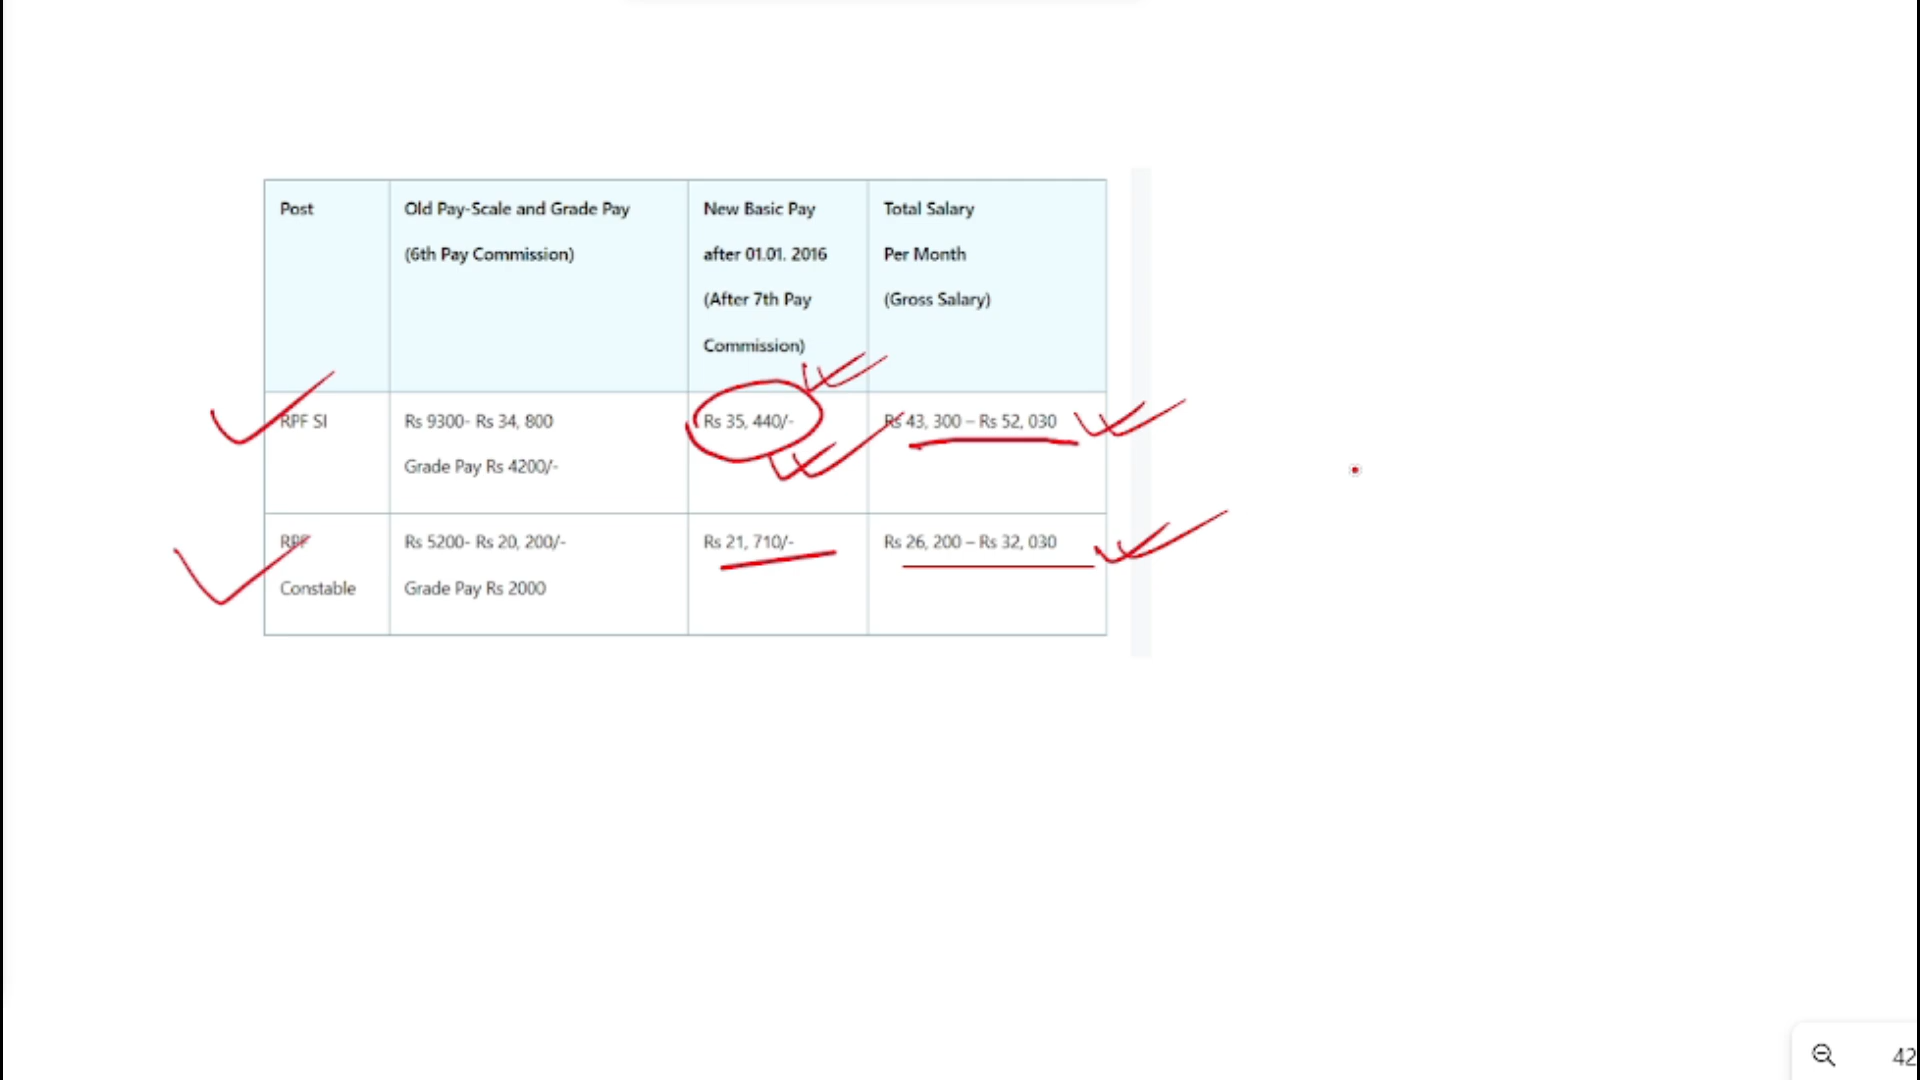 Post
Old Pay-Scale and Grade Pay
(6th Pay Commission)
New Basic Pay
after 01.01. 2016
(After 7th Pay
Commission)
Total Salary
Per Month
(Gross Salary)
RPF SI
Rs 9300- Rs 34, 800
Grade Pay Rs 4200/-
Rs 35, 440/-
Rs 43, 300 – Rs 52, 030
RPF
Constable
Rs 5200- Rs 20, 200/-
Grade Pay Rs 2000
Rs 21, 710/-
Rs 26, 200 – Rs 32, 030
42